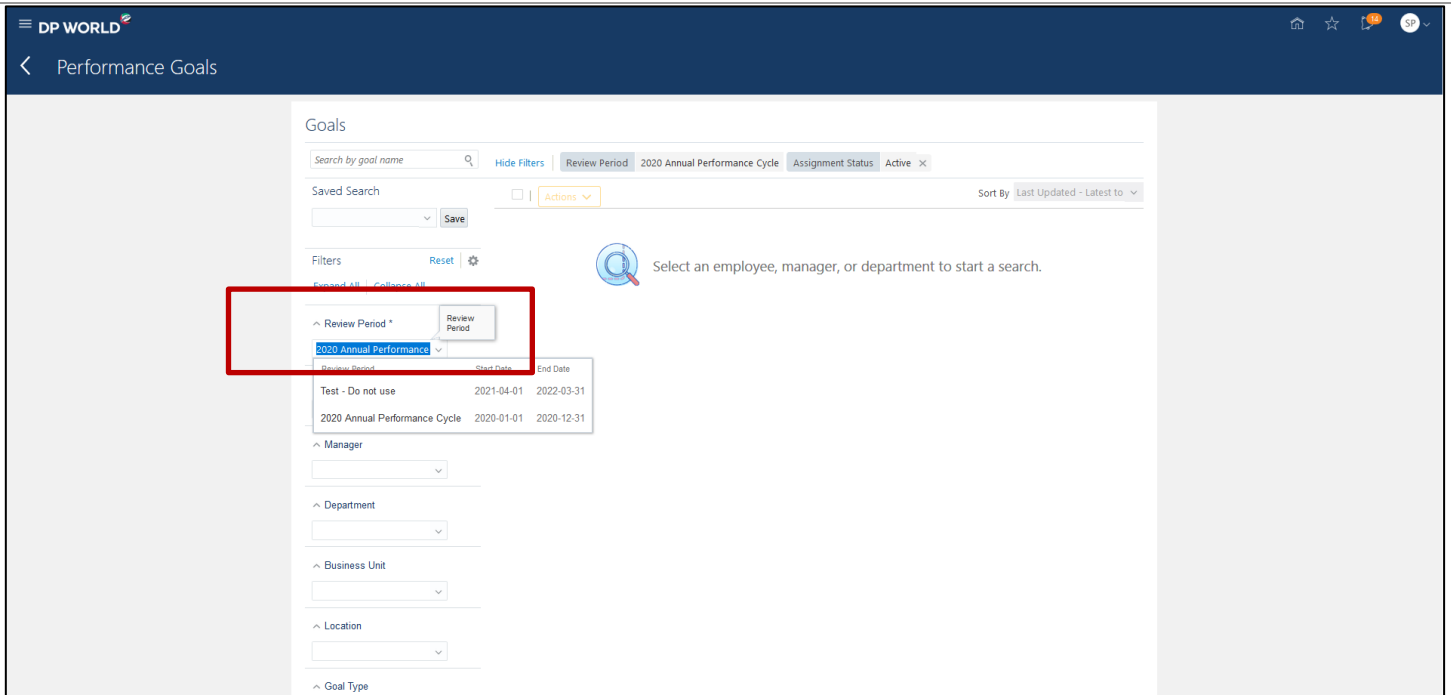 DP WORLD
14
SP
Performance Goals
Goals
Search by goal name
Hide Filters Review Period 2020 Annual Performance Cycle Assignment Status Active
Saved Search
Actions
Sort By Last Updated - Latest to
Save
Filters Reset
Select an employee, manager, or department to start a search.
Expand All Collapse All
Review Period *
Review
Period
2020 Annual Performance
Review Period Start Date End Date
Test - Do not use 2021-04-01 2022-03-31
2020 Annual Performance Cycle 2020-01-01 2020-12-31
Manager
Department
Business Unit
Location
Goal Type